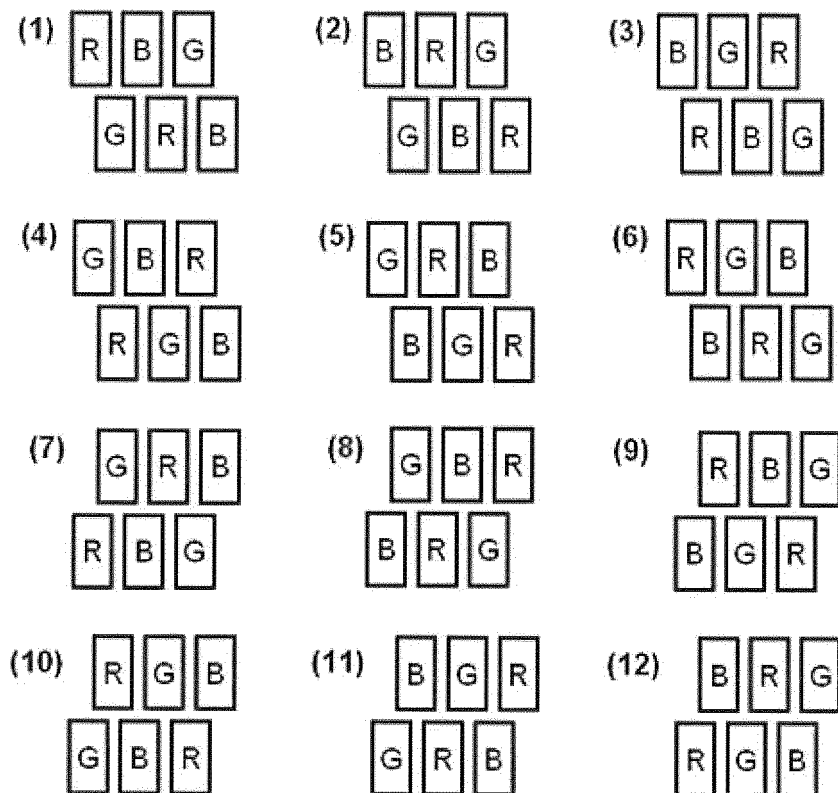 (1) R B G (2) B R G (3) B G R
G R B G B R R B G
(4) G B R (5) G R B (6) R G B
R G B B G R B R G
(7) G R B (8) G B R (9) R B G
R B G B R G B G R
(10) R G B (11) B G R (12) B R G
G B R G R B R G B